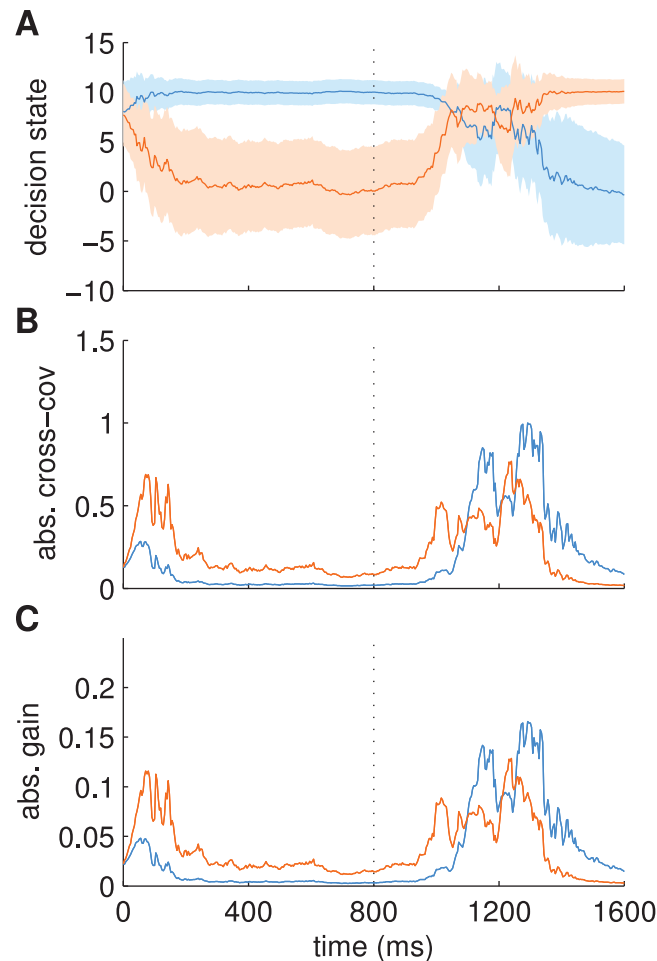 A
15
10
5
0
−5
−10
decision state
B
1.5
1
0.5
0
abs. cross−cov
C
0.2
0.15
0.1
0.05
0
abs. gain
0 400 800 1200 1600
time (ms)